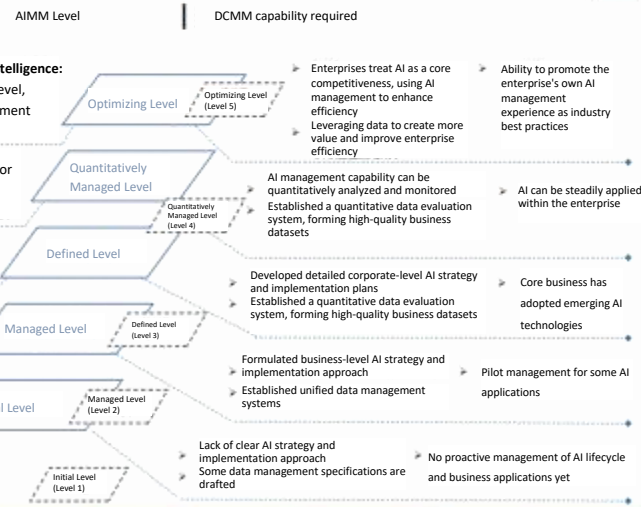 AIMM Level
DCMM capability required
telligence:
evel,
ment
or
Optimizing Level
Optimizing Level
(Level 5)
Enterprises treat AI as a core
competitiveness, using AI
management to enhance
efficiency
Leveraging data to create more
value and improve enterprise
efficiency
Ability to promote the
enterprise's own AI
management
experience as industry
best practices
Quantitatively
Managed Level
Quantitatively
Managed Level
(Level 4)
AI management capability can be
quantitatively analyzed and monitored
Established a quantitative data evaluation
system, forming high-quality business
datasets
AI can be steadily applied
within the enterprise
Defined Level
Developed detailed corporate-level AI strategy
and implementation plans
Established a quantitative data evaluation
system, forming high-quality business datasets
Core business has
adopted emerging AI
technologies
Managed Level
Defined Level
(Level 3)
Formulated business-level AI strategy and
implementation approach
Established unified data management
systems
Pilot management for some AI
applications
l Level
Managed Level
(Level 2)
Lack of clear AI strategy and
implementation approach
Some data management specifications are
drafted
No proactive management of AI lifecycle
and business applications yet
Initial Level
(Level 1)